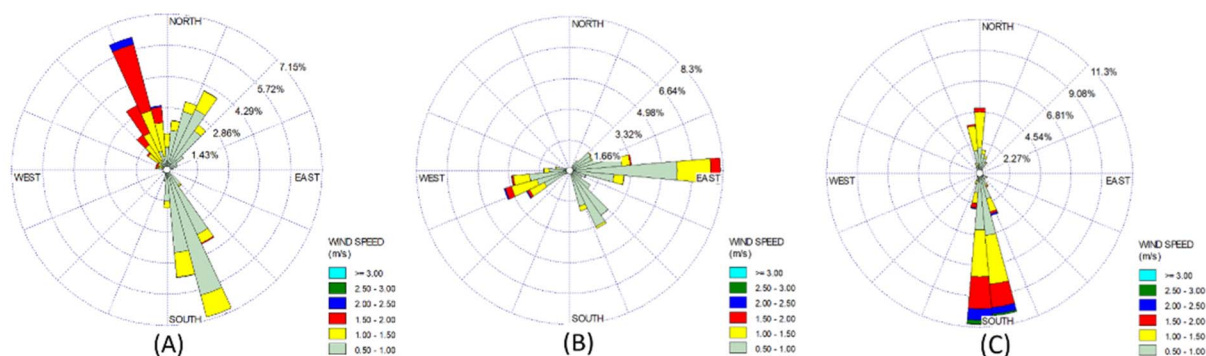 NORTH
7.15%
5.72%
4.29%
2.86%
1.43%
WEST
EAST
SOUTH
WIND SPEED
(m/s)
>= 3.00
2.50 - 3.00
2.00 - 2.50
1.50 - 2.00
1.00 - 1.50
0.50 - 1.00
(A)
NORTH
8.3%
6.64%
4.98%
3.32%
1.66%
WEST
EAST
SOUTH
WIND SPEED
(m/s)
>= 3.00
2.50 - 3.00
2.00 - 2.50
1.50 - 2.00
1.00 - 1.50
0.50 - 1.00
(B)
NORTH
11.3%
9.08%
6.81%
4.54%
2.27%
WEST
EAST
SOUTH
WIND SPEED
(m/s)
>= 3.00
2.50 - 3.00
2.00 - 2.50
1.50 - 2.00
1.00 - 1.50
0.50 - 1.00
(C)